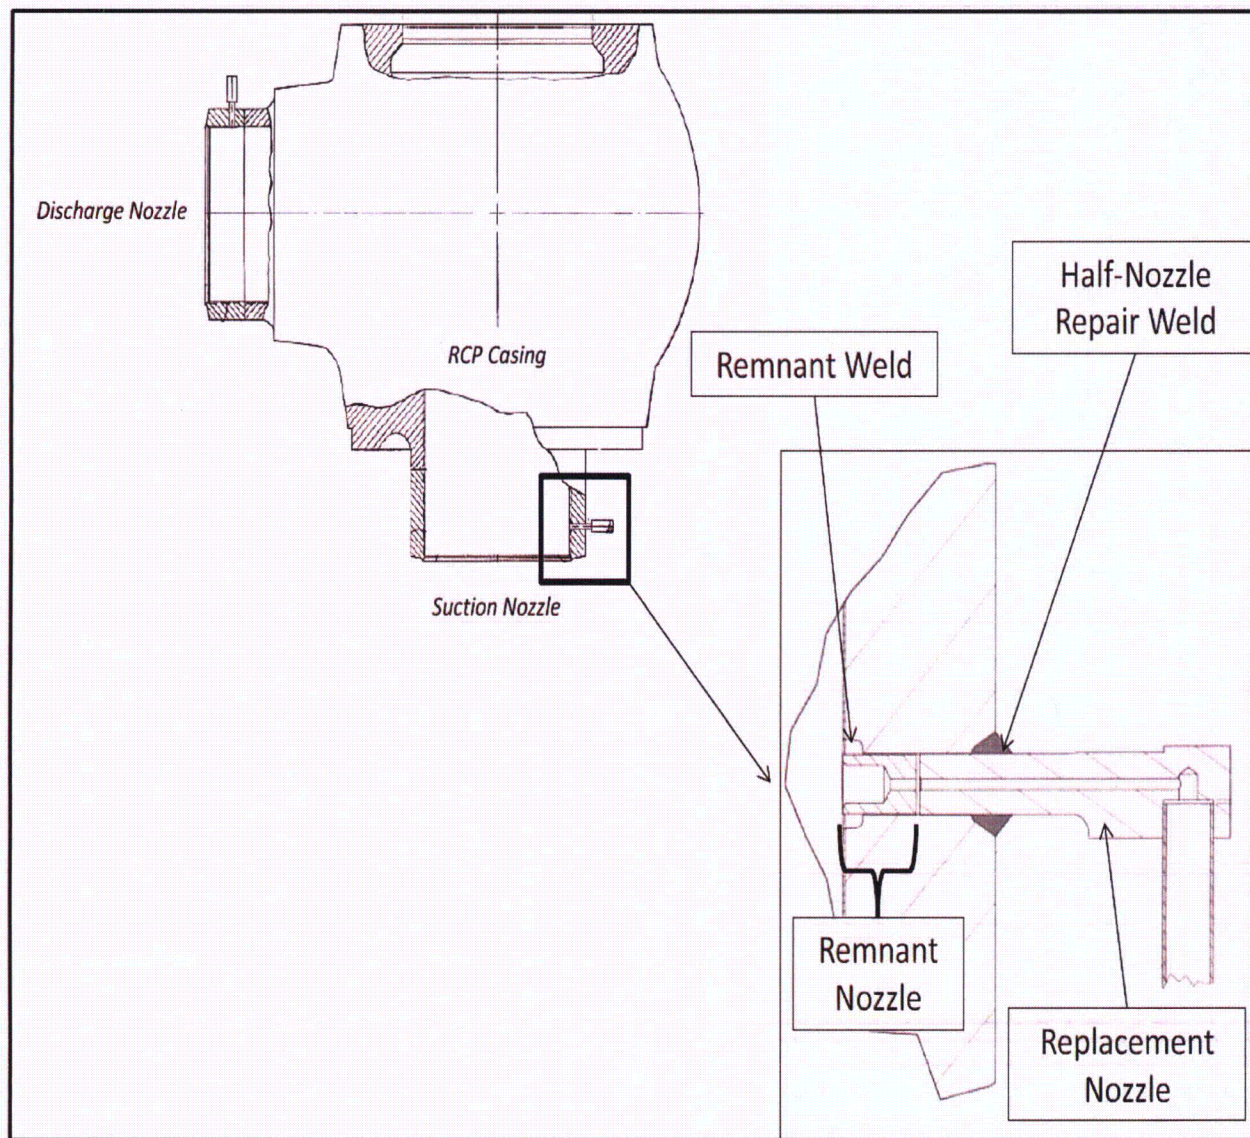 Discharge Nozzle
RCP Casing
Suction Nozzle
Half-Nozzle
Repair Weld
Remnant Weld
Remnant
Nozzle
Replacement
Nozzle